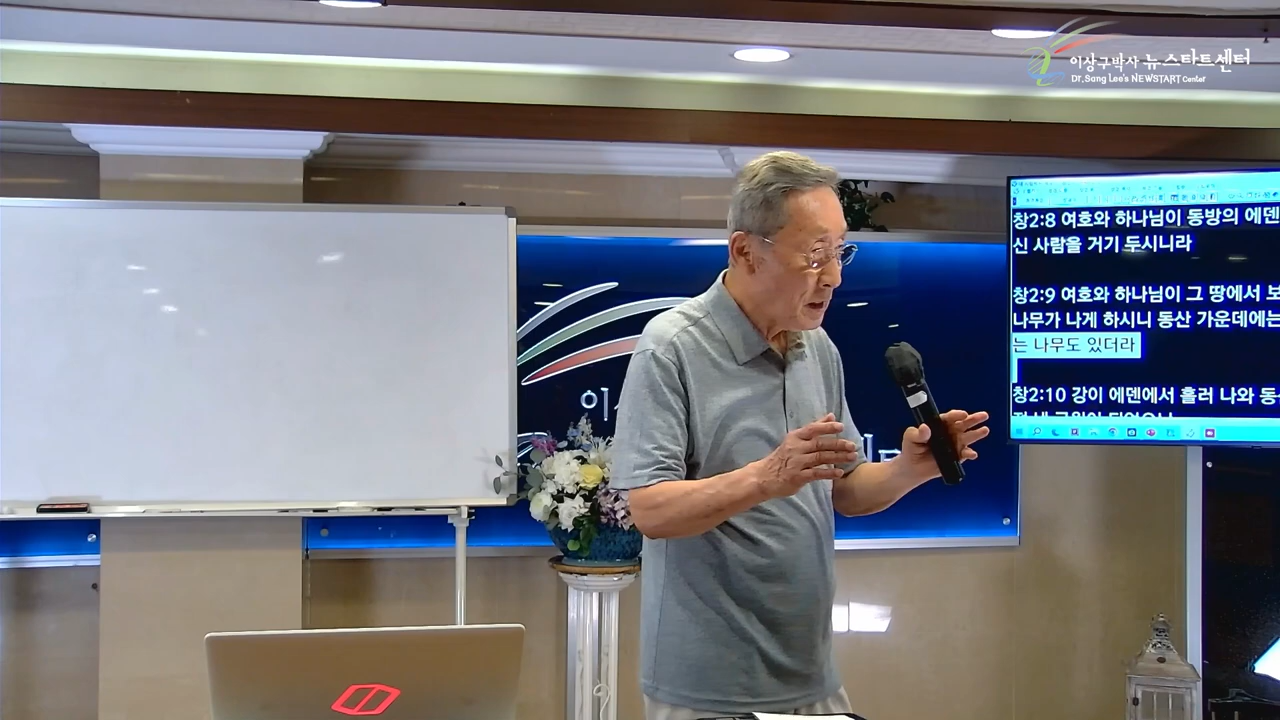 이상구박사 뉴스타트센터
Dr. Sang Lee's NEWSTART Center
창2:8 여호와 하나님이 동방의 에덴
신 사람을 거기 두시니라
창2:9 여호와 하나님이 그 땅에서 보
나무가 나게 하시니 동산 가운데에는
는 나무도 있더라
창2:10 강이 에덴에서 흘러 나와 동